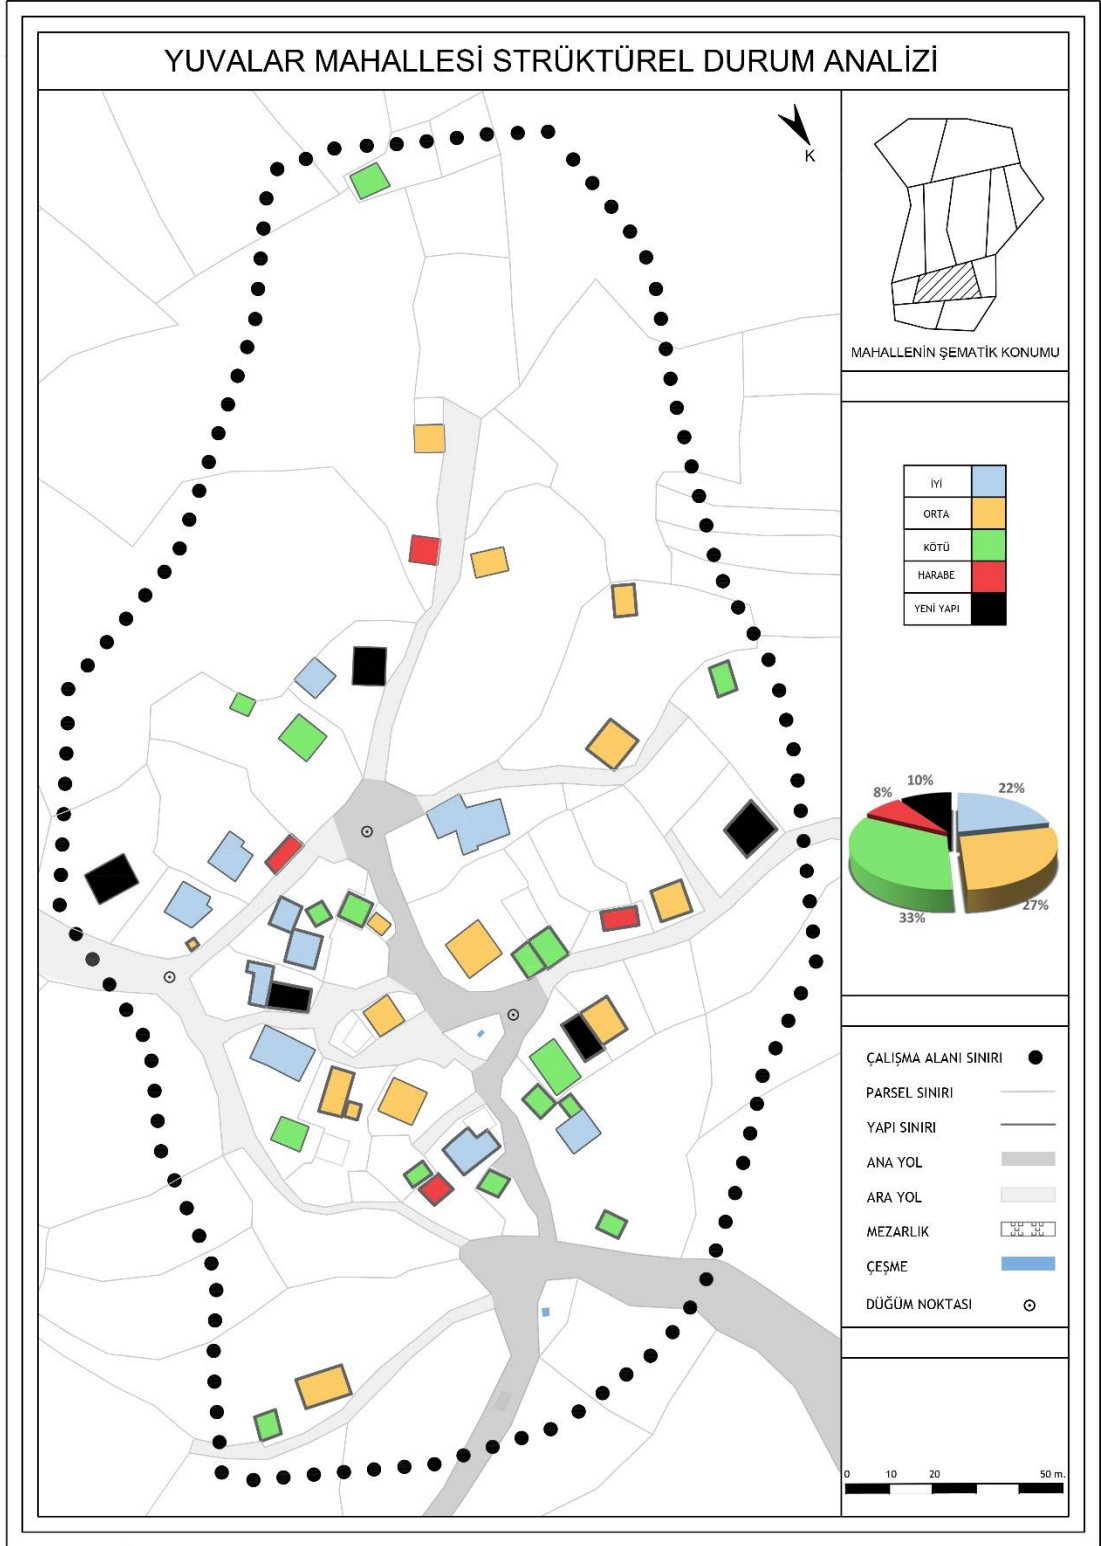 YUVALAR MAHALLESİ STRÜKTÜREL DURUM ANALİZİ
K
MAHALLENİN ŞEMATİK KONUMU
İYİ
ORTA
KÖTÜ
HARABE
YENİ YAPI
8%
10%
22%
33%
27%
ÇALIŞMA ALANI SINIRI
PARSEL SINIRI
YAPI SINIRI
ANA YOL
ARA YOL
MEZARLIK
ÇEŞME
DÜĞÜM NOKTASI
0 10 20 50 m.